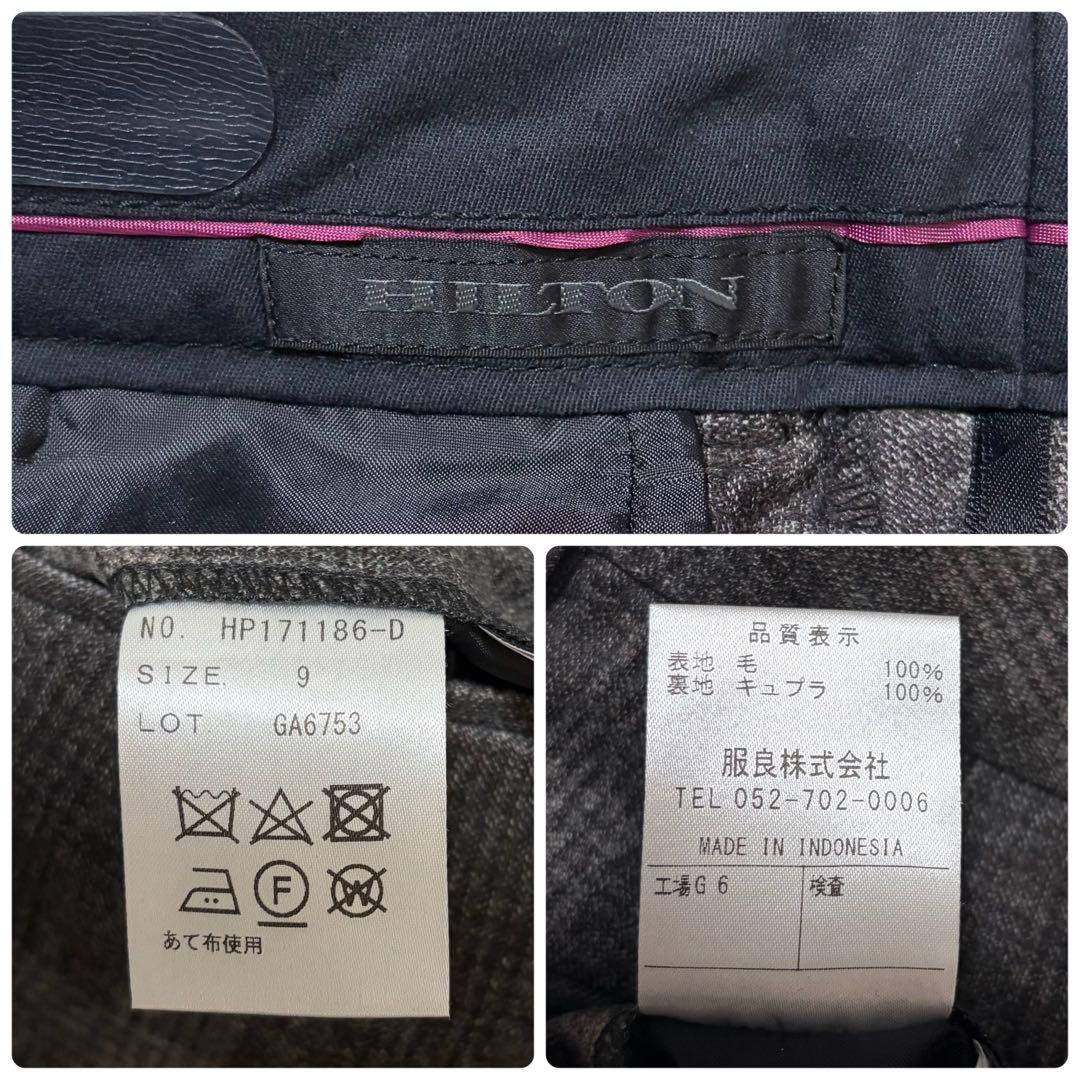 HILTON
NO. HP171186-D
SIZE. 9
LOT GA6753
F
W
あて布使用
品質表示
表地 毛 100%
裏地 キュプラ 100%
服良株式会社
TEL 052-702-0006
MADE IN INDONESIA
工場G 6 検査